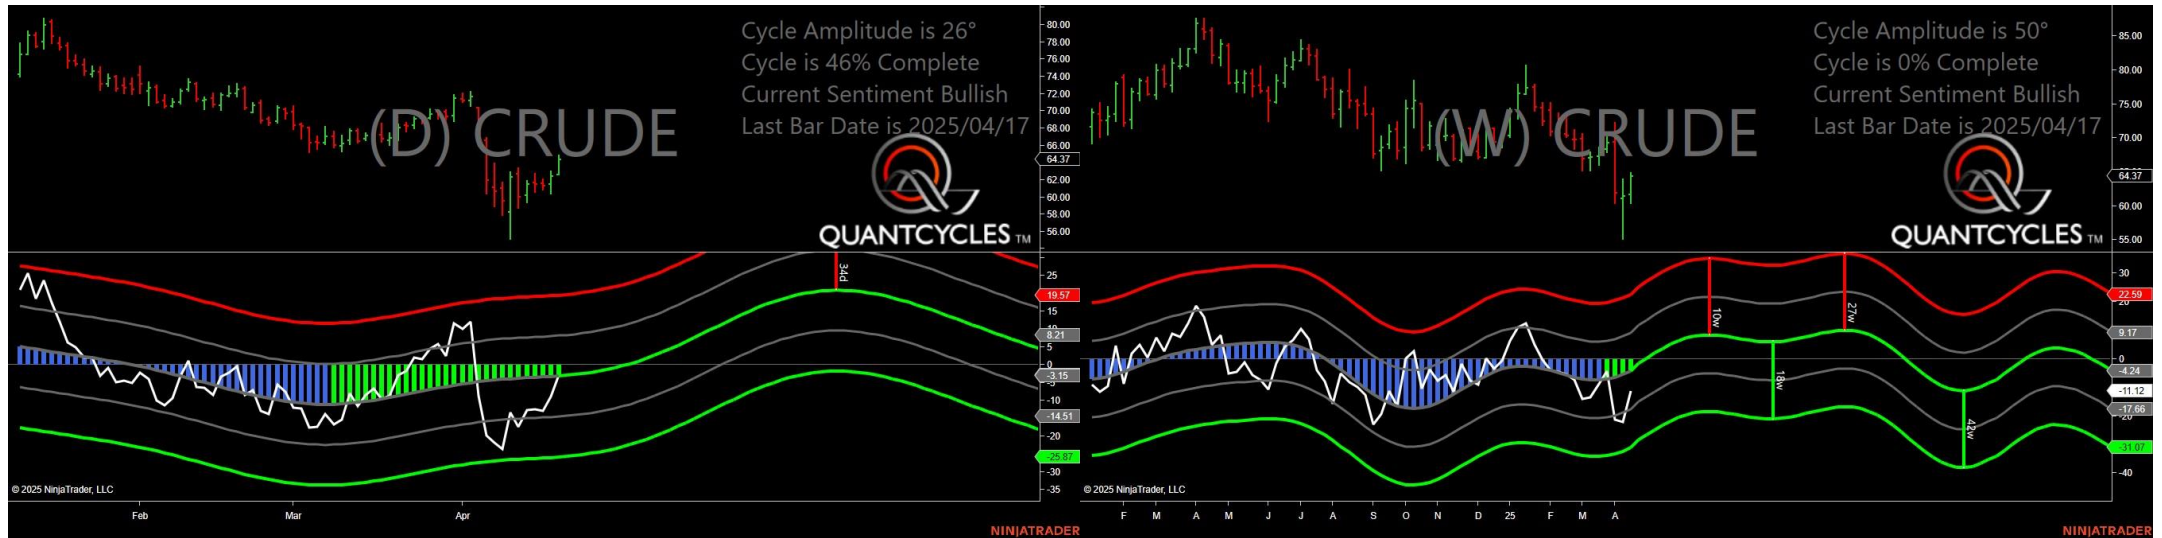 Cycle Amplitude is 26°
Cycle is 46% Complete
Current Sentiment Bullish
Last Bar Date is 2025/04/17
(D) CRUDE
QUANTCYCLES TM
80.00
78.00
76.00
74.00
72.00
70.00
68.00
66.00
64.37
62.00
60.00
58.00
56.00
34d
25
19.57
15
10
8.21
5
0
-3.15
-5
-10
-14.51
-20
-25.87
-30
-35
© 2025 NinjaTrader, LLC
Feb
Mar
Apr
NINJATRADER
Cycle Amplitude is 50°
Cycle is 0% Complete
Current Sentiment Bullish
Last Bar Date is 2025/04/17
(W) CRUDE
QUANTCYCLES TM
85.00
80.00
75.00
70.00
64.37
60.00
55.00
10w
18w
27w
42w
30
22.59
20
9.17
0
-4.24
-11.12
-17.66
-20
-31.07
-40
© 2025 NinjaTrader, LLC
F M A M J J A S O N D 25 F M A
NINJATRADER